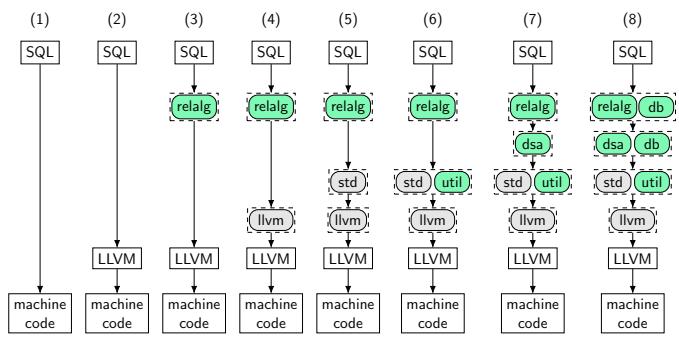 (1) (2) (3) (4) (5) (6) (7) (8)
SQL SQL SQL SQL SQL SQL SQL SQL
relalg relalg relalg relalg relalg relalg db
dsa dsa db
std std util std util std util
llvm llvm llvm llvm llvm
LLVM LLVM LLVM LLVM LLVM LLVM LLVM
machine machine machine machine machine machine machine machine
code code code code code code code code